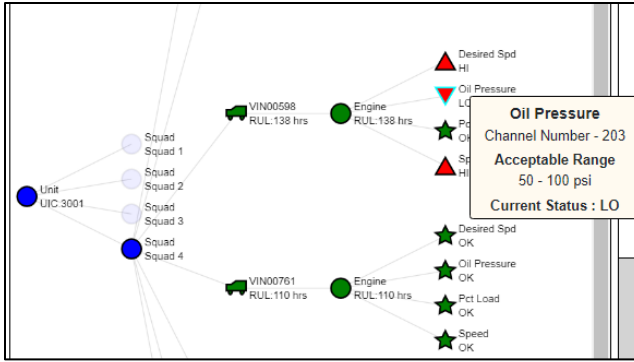 Desired Spd
HI
Oil Pressure
VIN00598
RUL:138 hrs
Engine
RUL:138 hrs
Oil Pressure
Channel Number - 203
Acceptable Range
50 - 100 psi
Current Status : LO
Squad
Squad 1
Squad
Squad 2
Unit
UIC 3001
Squad
Squad 3
Squad
Squad 4
Desired Spd
OK
Oil Pressure
OK
VIN00761
RUL:110 hrs
Engine
RUL:110 hrs
Pct Load
OK
Speed
OK